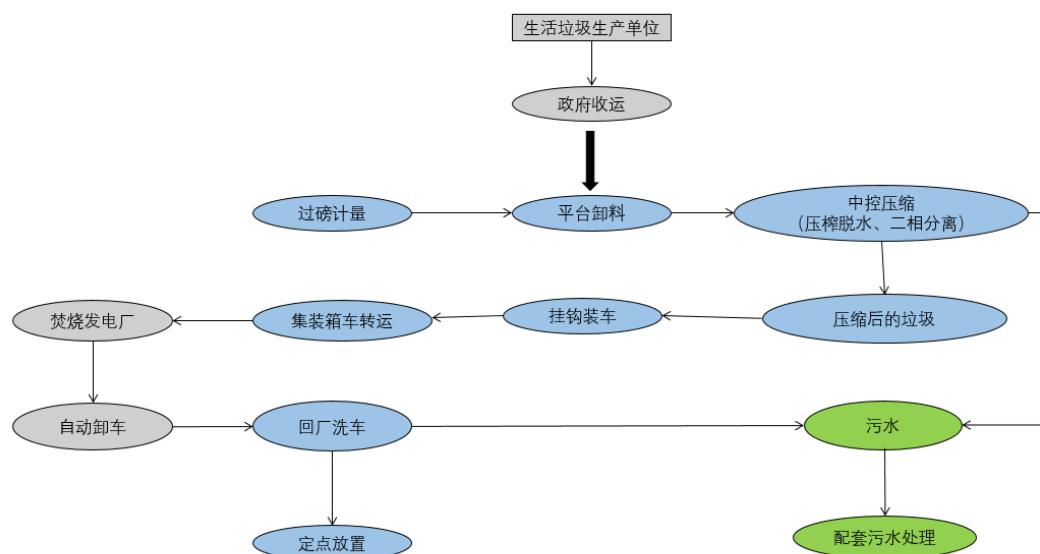 生活垃圾生产单位
政府收运
过磅计量
平台卸料
中控压缩
（压榨脱水、二相分离）
焚烧发电厂
集装箱车转运
挂钩装车
压缩后的垃圾
自动卸车
回厂洗车
污水
定点放置
配套污水处理